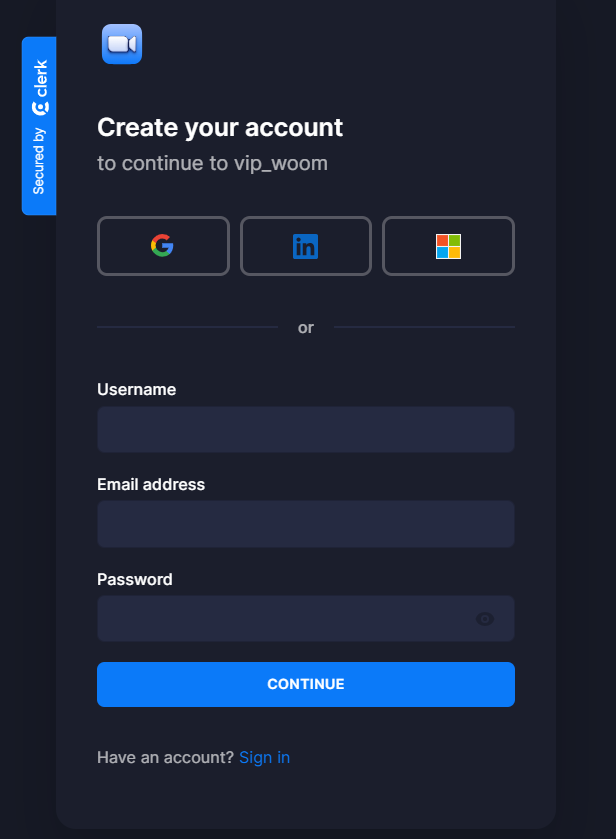 Secured by clerk
Create your account
to continue to vip_woom
in
or
Username
Email address
Password
CONTINUE
Have an account? Sign in